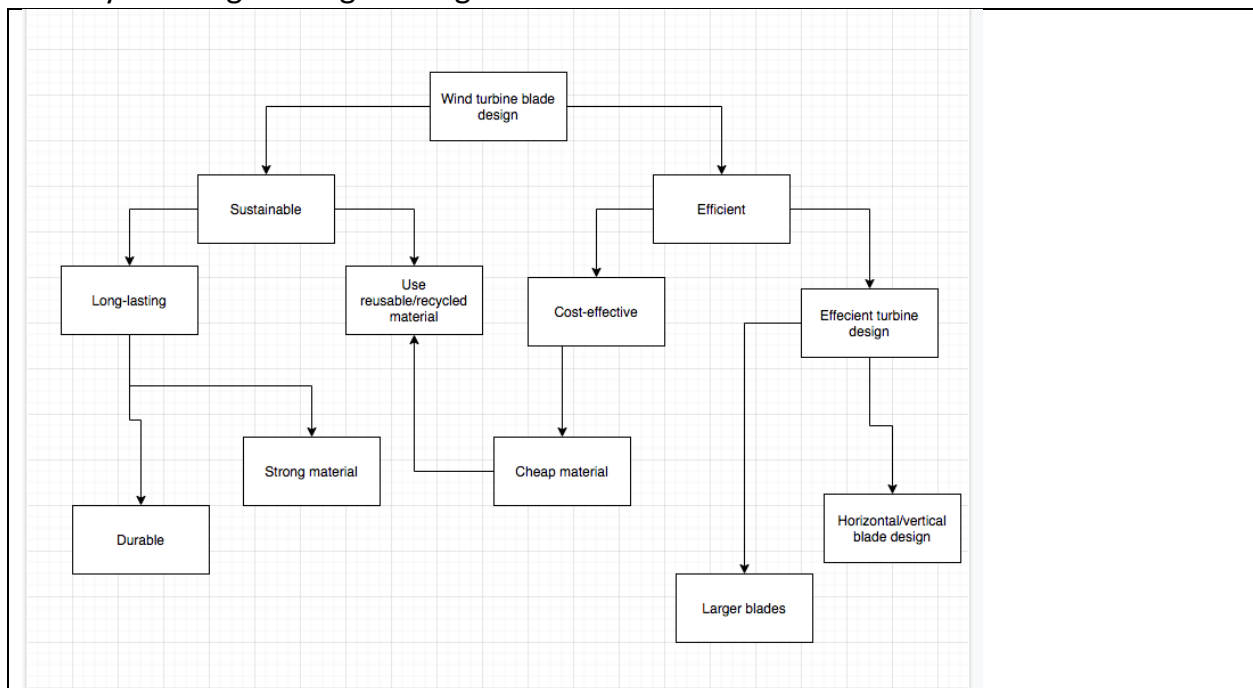 Wind turbine blade
design
Sustainable
Efficient
Long-lasting
Use
reusable/recycled
material
Cost-effective
Effecient turbine
design
Strong material
Cheap material
Durable
Horizontal/vertical
blade design
Larger blades